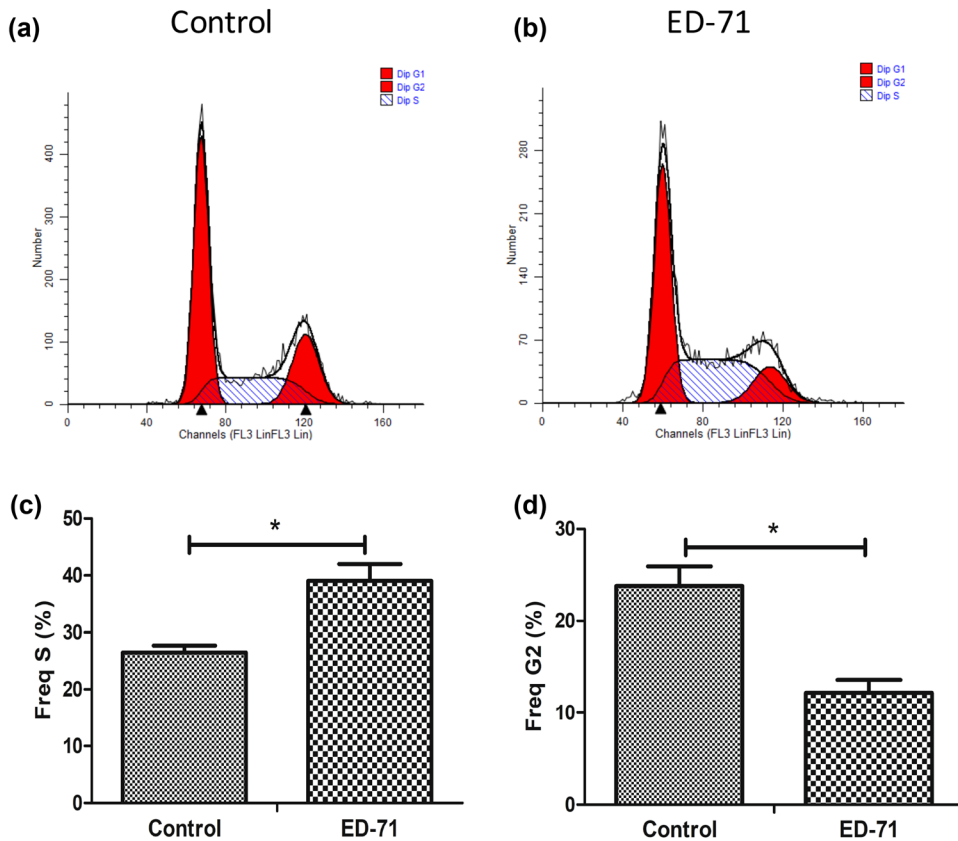 (a) Control
Dip G1
Dip G2
Dip S
Number
400
300
200
100
0
0 40 80 120 160
Channels (FL3 LinFL3 Lin)
(b) ED-71
Dip G1
Dip G2
Dip S
Number
280
210
140
70
0
0 40 80 120 160
Channels (FL3 LinFL3 Lin)
(c)
Freq S (%)
50
40
30
20
10
0
*
Control ED-71
(d)
Freq G2 (%)
30
20
10
0
*
Control ED-71